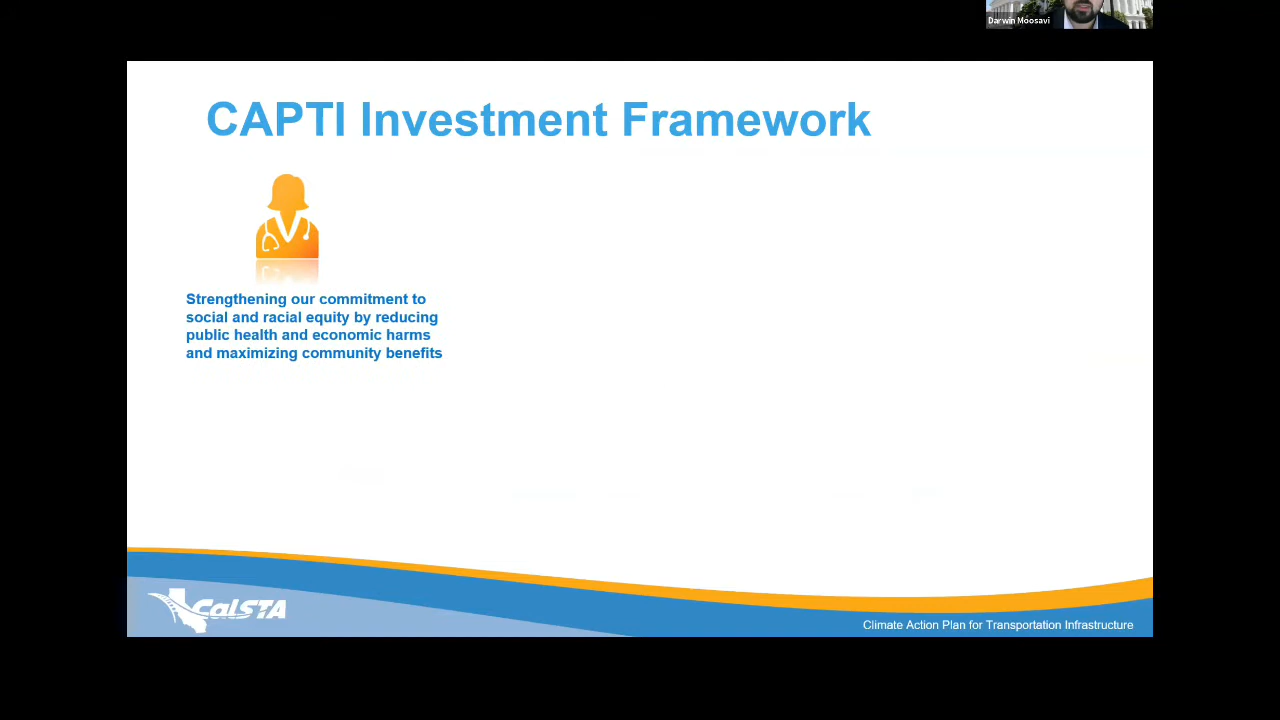 Darwin Moosavi
CAPTI Investment Framework
Strengthening our commitment to
social and racial equity by reducing
public health and economic harms
and maximizing community benefits
CalSTA
Climate Action Plan for Transportation Infrastructure